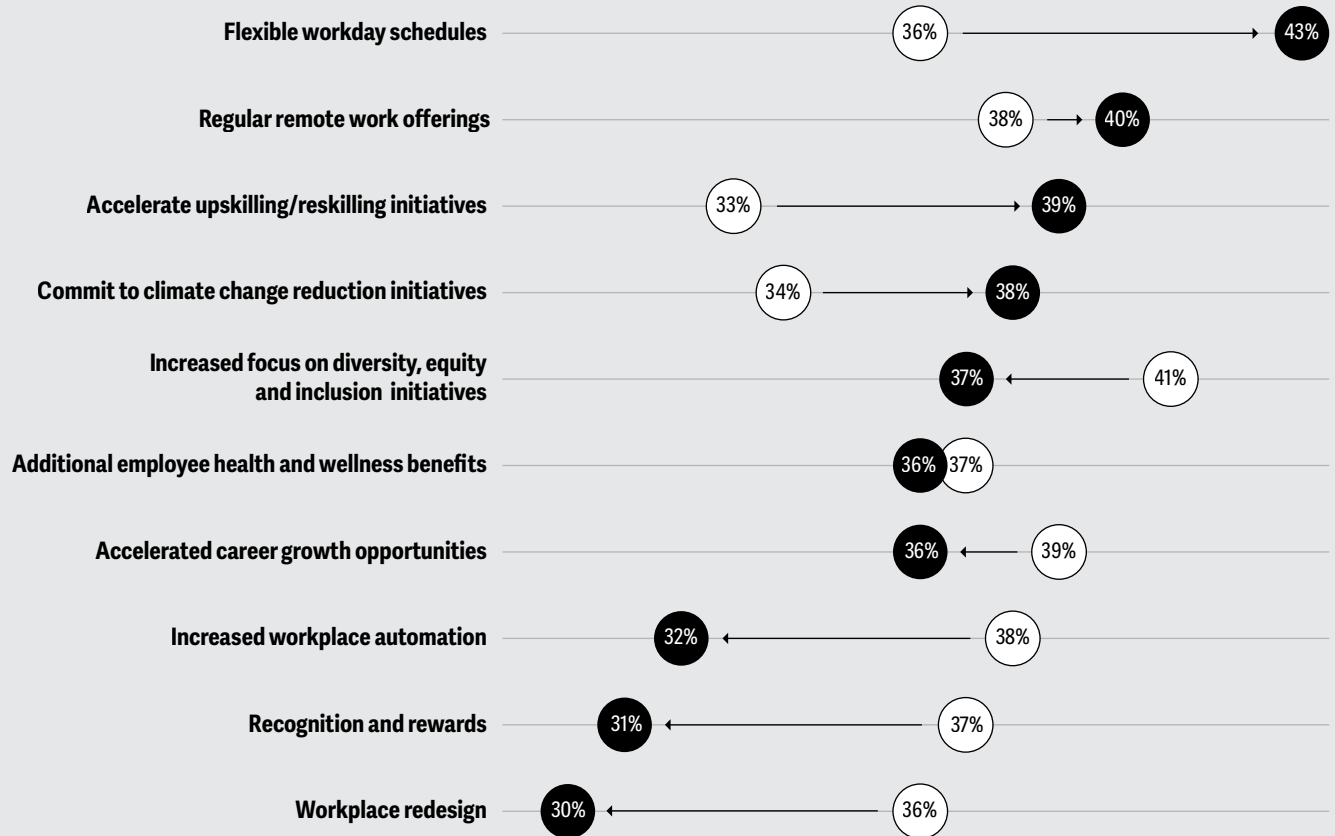 Flexible workday schedules 36% 43%
Regular remote work offerings 38% 40%
Accelerate upskilling/reskilling initiatives 33% 39%
Commit to climate change reduction initiatives 34% 38%
Increased focus on diversity, equity
and inclusion initiatives 37% 41%
Additional employee health and wellness benefits 36% 37%
Accelerated career growth opportunities 36% 39%
Increased workplace automation 32% 38%
Recognition and rewards 31% 37%
Workplace redesign 30% 36%